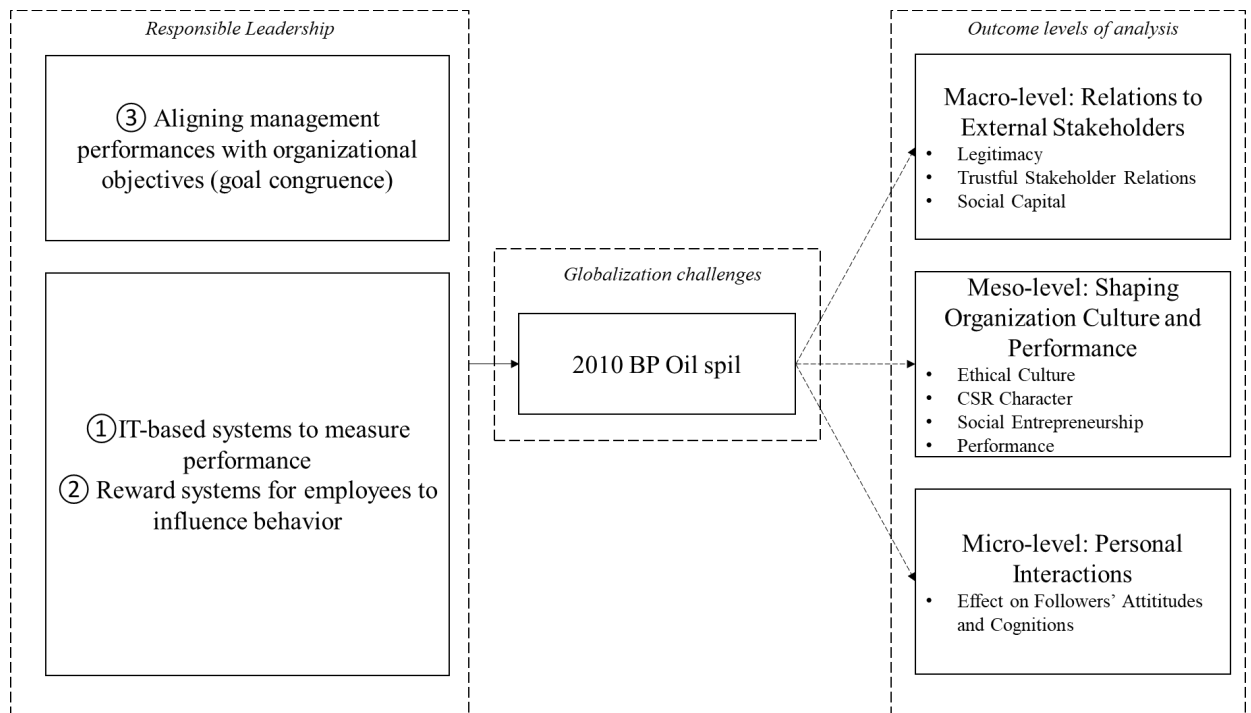 Responsible Leadership
③ Aligning management
performances with organizational
objectives (goal congruence)
①IT-based systems to measure
performance
② Reward systems for employees to
influence behavior
Globalization challenges
2010 BP Oil spil
Outcome levels of analysis
Macro-level: Relations to
External Stakeholders
• Legitimacy
• Trustful Stakeholder Relations
• Social Capital
Meso-level: Shaping
Organization Culture and
Performance
• Ethical Culture
• CSR Character
• Social Entrepreneurship
• Performance
Micro-level: Personal
Interactions
• Effect on Followers’ Attititudes
and Cognitions